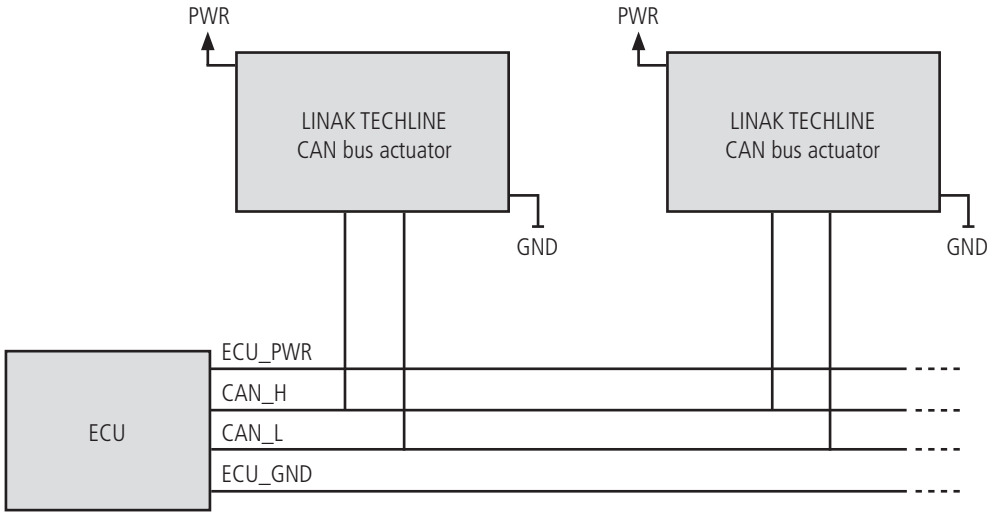 PWR
PWR
LINAK TECHLINE
CAN bus actuator
LINAK TECHLINE
CAN bus actuator
GND
GND
ECU
ECU_PWR
CAN_H
CAN_L
ECU_GND